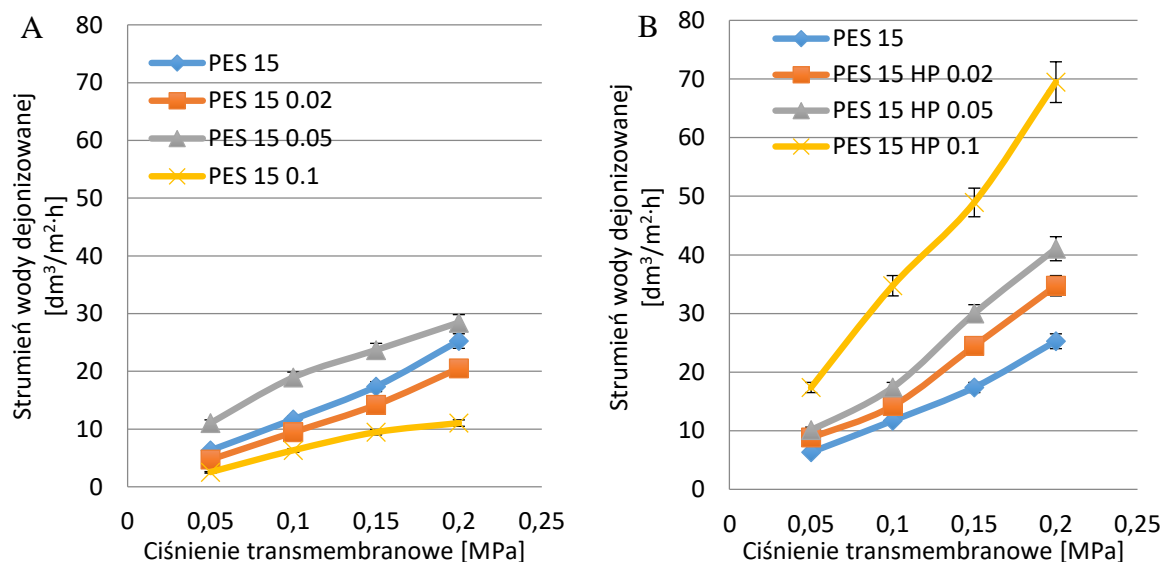 A
80
70
60
50
40
30
20
10
0
PES 15
PES 15 0.02
PES 15 0.05
PES 15 0.1
Strumień wody dejonizowanej
[dm³/m²·h]
0 0,05 0,1 0,15 0,2 0,25
Ciśnienie transmembranowe [MPa]
B
80
70
60
50
40
30
20
10
0
PES 15
PES 15 HP 0.02
PES 15 HP 0.05
PES 15 HP 0.1
Strumień wody dejonizowanej
[dm³/m²·h]
0 0,05 0,1 0,15 0,2 0,25
Ciśnienie transmembranowe [MPa]